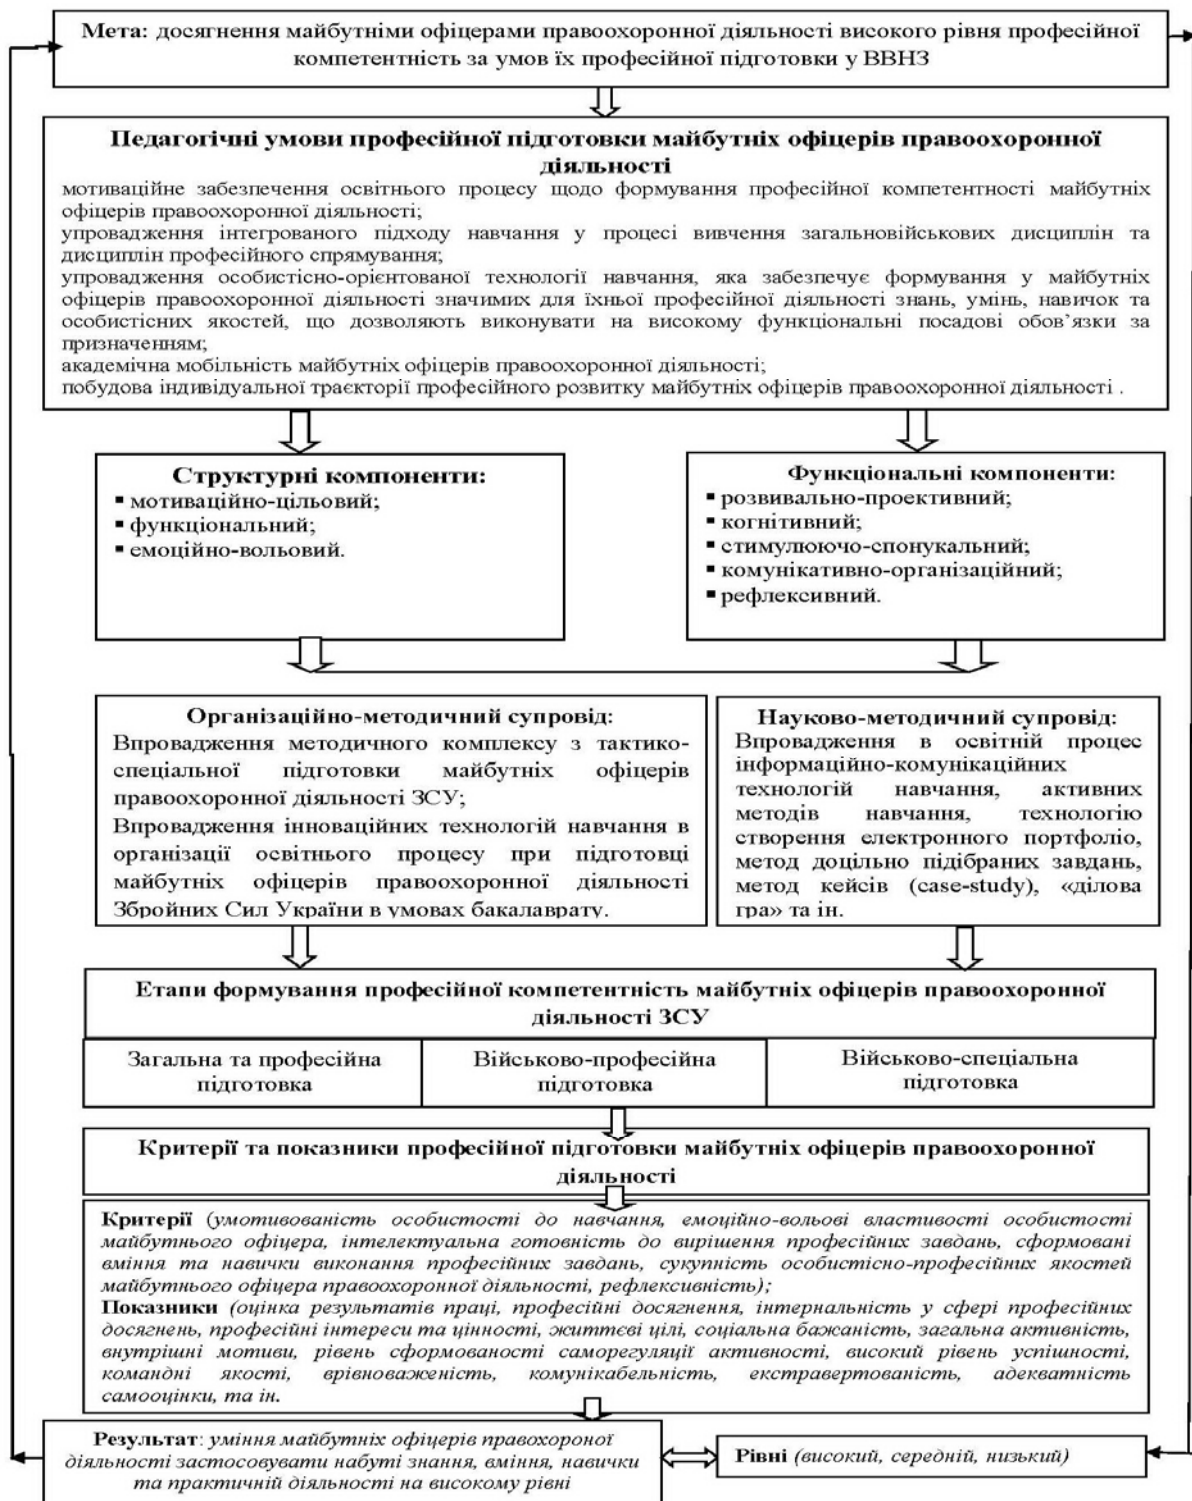 Мета: досягнення майбутніми офіцерами правоохоронної діяльності високого рівня професійної
компетентність за умов їх професійної підготовки у ВВНЗ
Педагогічні умови професійної підготовки майбутніх офіцерів правоохоронної
діяльності
мотиваційне забезпечення освітнього процесу щодо формування професійної компетентності майбутніх
офіцерів правоохоронної діяльності;
упровадження інтегрованого підходу навчання у процесі вивчення загальновійськових дисциплін та
дисциплін професійного спрямування;
упровадження особистісно-орієнтованої технології навчання, яка забезпечує формування у майбутніх
офіцерів правоохоронної діяльності значимих для їхньої професійної діяльності знань, умінь, навичок та
особистісних якостей, що дозволяють виконувати на високому функціональні посадові обов’язки за
призначенням;
академічна мобільність майбутніх офіцерів правоохоронної діяльності;
побудова індивідуальної траєкторії професійного розвитку майбутніх офіцерів правоохоронної діяльності .
Структурні компоненти:
▪ мотиваційно-цільовий;
▪ функціональний;
▪ емоційно-вольовий.
Функціональні компоненти:
▪ розвивально-проективний;
▪ когнітивний;
▪ стимулюючо-спонукальний;
▪ комунікативно-організаційний;
▪ рефлексивний.
Організаційно-методичний супровід:
Впровадження методичного комплексу з тактико-
спеціальної підготовки майбутніх офіцерів
правоохоронної діяльності ЗСУ;
Впровадження інноваційних технологій навчання в
організації освітнього процесу при підготовці
майбутніх офіцерів правоохоронної діяльності
Збройних Сил України в умовах бакалаврату.
Науково-методичний супровід:
Впровадження в освітній процес
інформаційно-комунікаційних
технологій навчання, активних
методів навчання, технологію
створення електронного портфоліо,
метод доцільно підібраних завдань,
метод кейсів (case-study), «ділова
гра» та ін.
Етапи формування професійної компетентність майбутніх офіцерів правоохоронної
діяльності ЗСУ
Загальна та професійна
підготовка
Військово-професійна
підготовка
Військово-спеціальна
підготовка
Критерії та показники професійної підготовки майбутніх офіцерів правоохоронної
діяльності
Критерії (умотивованість особистості до навчання, емоційно-вольові властивості особистості
майбутнього офіцера, інтелектуальна готовність до вирішення професійних завдань, сформовані
вміння та навички виконання професійних завдань, сукупність особистісно-професійних якостей
майбутнього офіцера правоохоронної діяльності, рефлексивність);
Показники (оцінка результатів праці, професійні досягнення, інтернальність у сфері професійних
досягнень, професійні інтереси та цінності, життєві цілі, соціальна бажаність, загальна активність,
внутрішні мотиви, рівень сформованості саморегуляції активності, високий рівень успішності,
командні якості, врівноваженість, комунікабельність, екстравертованість, адекватність
самооцінки, та ін.
Результат: уміння майбутніх офіцерів правохороної
діяльності застосовувати набуті знання, вміння, навички
та практичній діяльності на високому рівні
Рівні (високий, середній, низький)